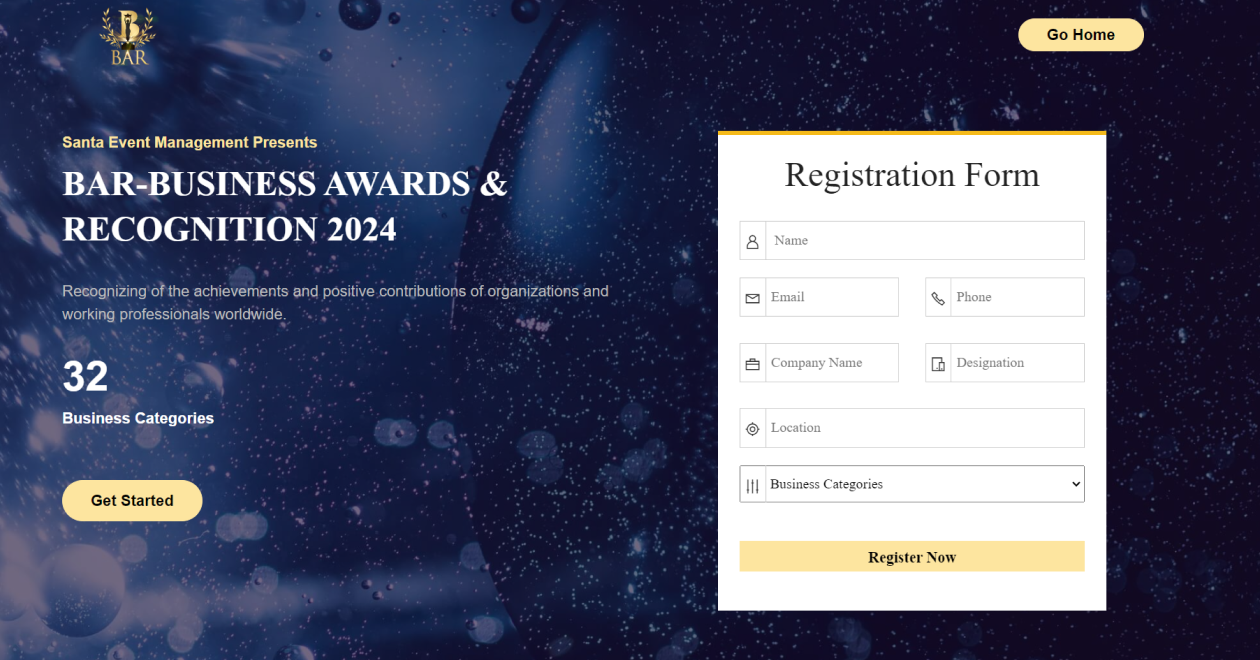 BAR
Go Home
Santa Event Management Presents
BAR-BUSINESS AWARDS &
RECOGNITION 2024
Recognizing of the achievements and positive contributions of organizations and
working professionals worldwide.
32
Business Categories
Get Started
Registration Form
Name
Email
Phone
Company Name
Designation
Location
Business Categories
Register Now